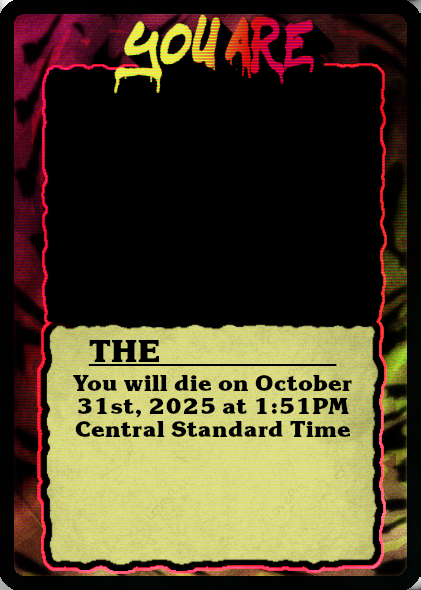 YOU ARE
THE
You will die on October
31st, 2025 at 1:51PM
Central Standard Time